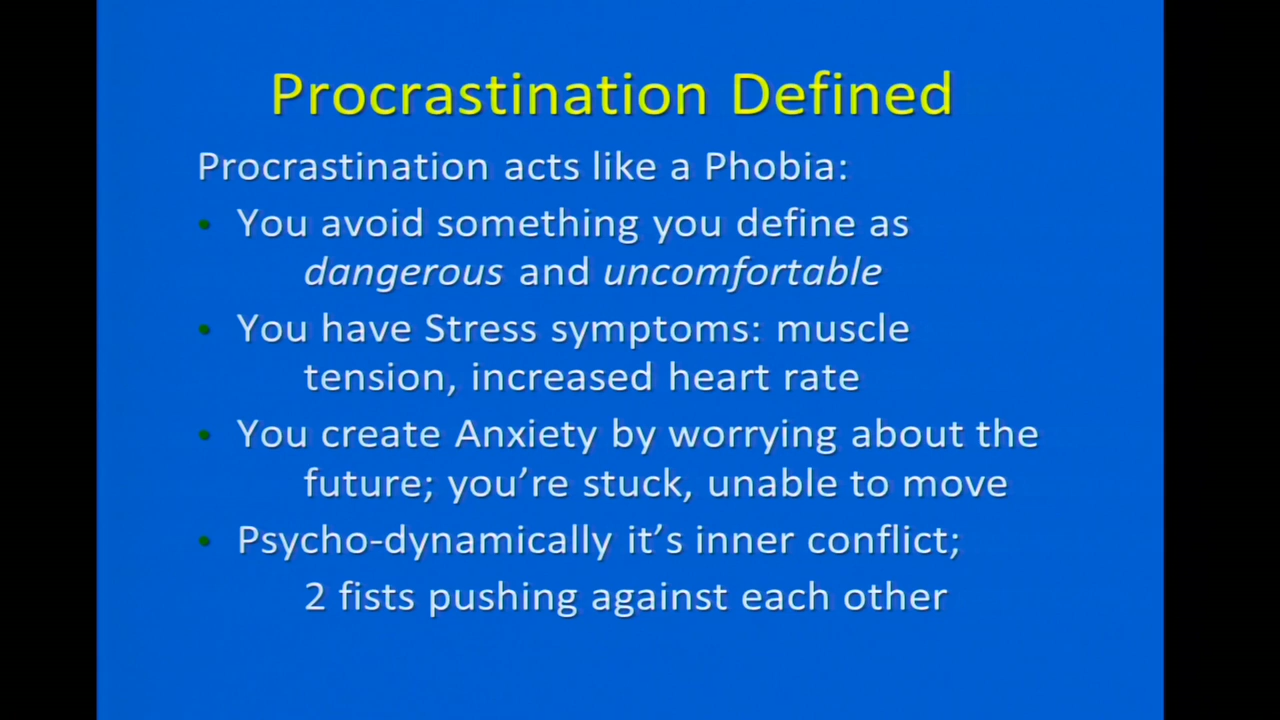 Procrastination Defined
Procrastination acts like a Phobia:
• You avoid something you define as
dangerous and uncomfortable
• You have Stress symptoms: muscle
tension, increased heart rate
• You create Anxiety by worrying about the
future; you’re stuck, unable to move
• Psycho-dynamically it’s inner conflict;
2 fists pushing against each other